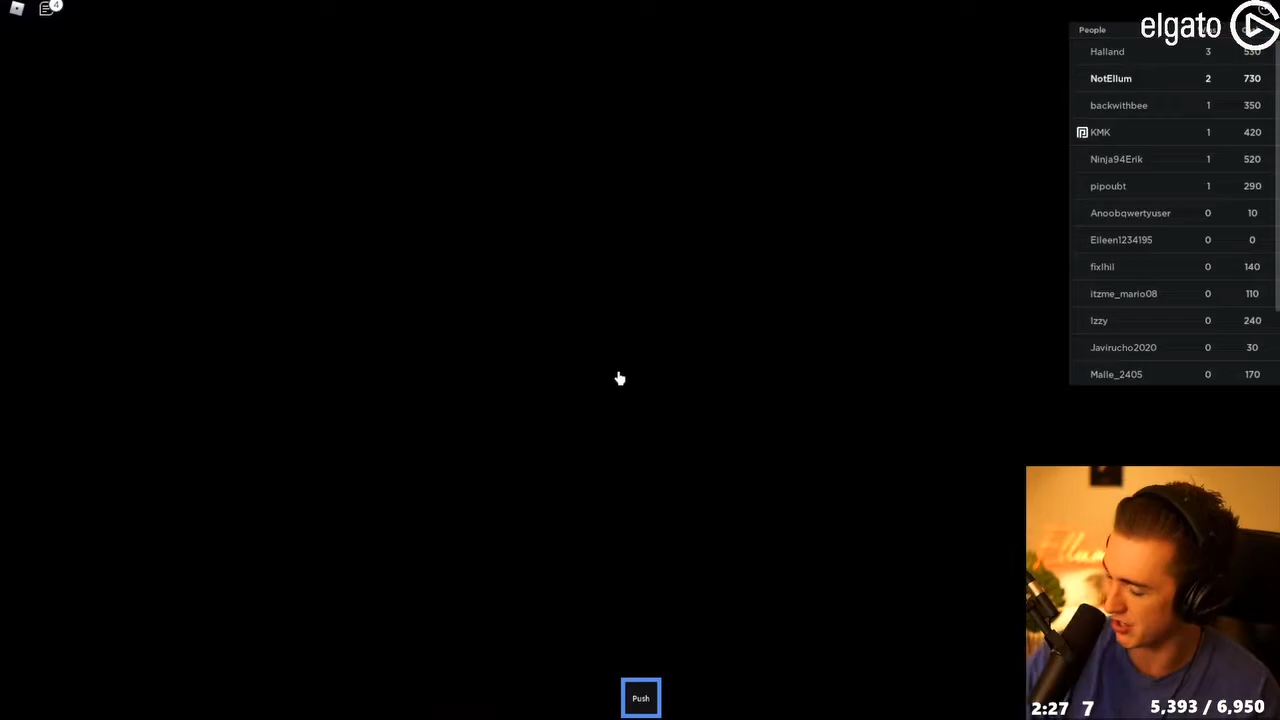 4
elgato
People
Halland 3 530
NotEllum 2 730
backwithbee 1 350
KMK 1 420
Ninja94Erik 1 520
pipoubt 1 290
Anoobqwertyuser 0 10
Eileen1234195 0 0
fixlhil 0 140
itzme_mario08 0 110
Izzy 0 240
Javirucho2020 0 30
Malle_2405 0 170
Push
2:27 7 5,393 / 6,950